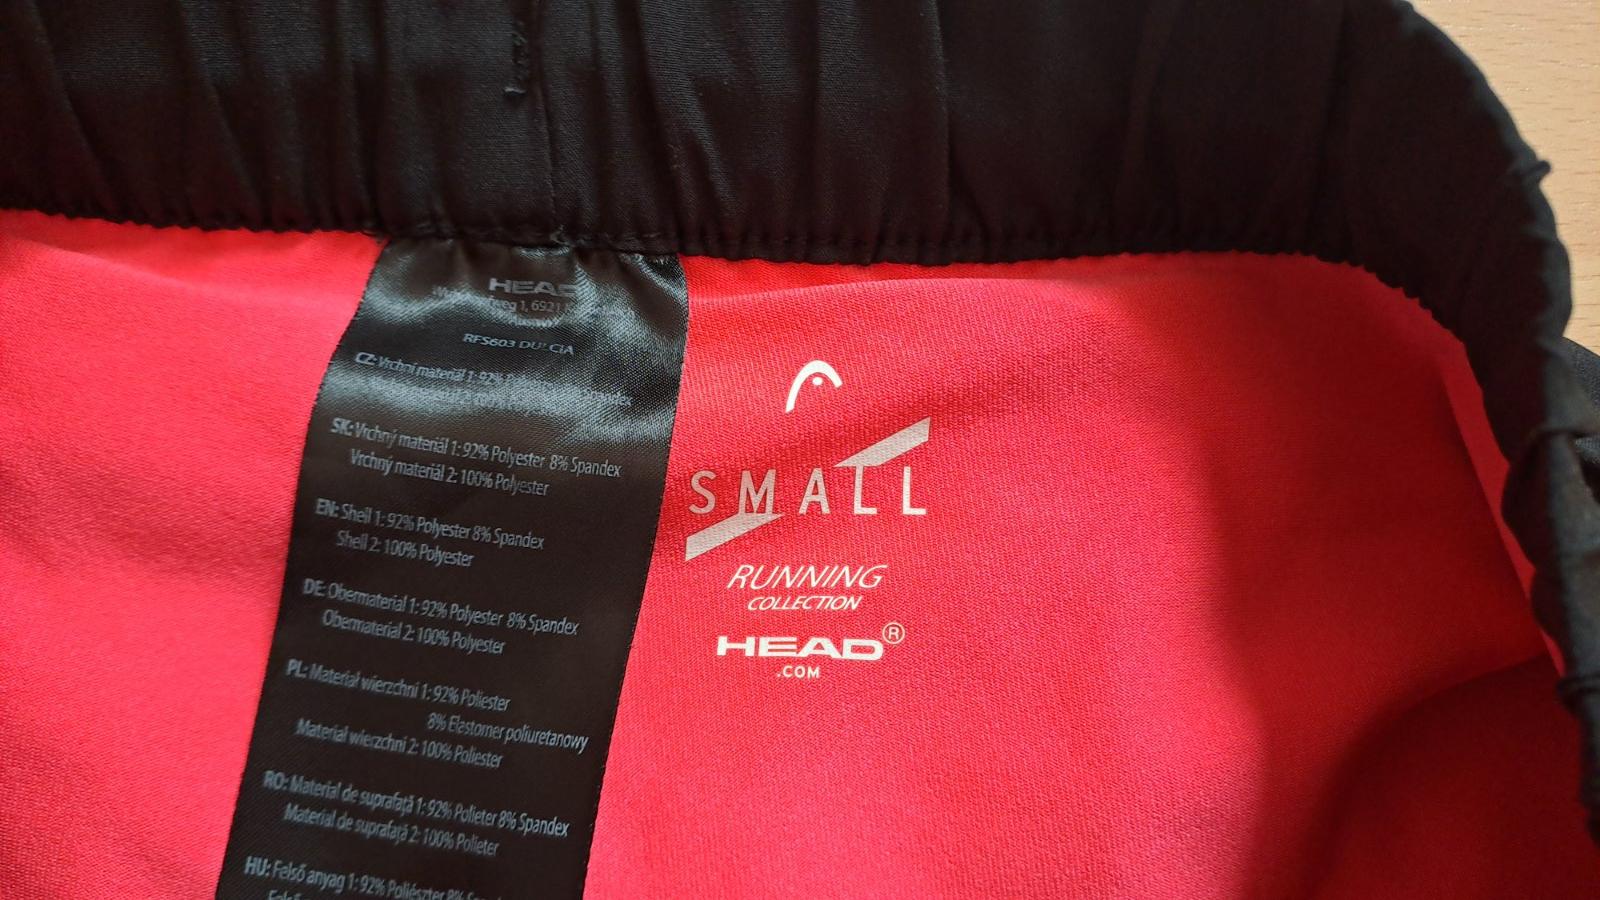 HEAD
RFS603
CZ: Vrchní materiál 1: 92%
SK: Vrchný materiál 1: 92% Polyester 8% Spandex
Vrchný materiál 2: 100% Polyester
EN: Shell 1: 92% Polyester 8% Spandex
Shell 2: 100% Polyester
DE: Obermaterial 1: 92% Polyester 8% Spandex
Obermaterial 2: 100% Polyester
PL: Materiał wierzchni 1: 92% Poliester
8% Elastomer poliuretanowy
Materiał wierzchni 2: 100% Poliester
RO: Material de suprafaţă 1: 92% Polieter 8% Spandex
Material de suprafaţă 2: 100% Polieter
HU: Felső anyag 1: 92% Poliészter 8%
SMALL
RUNNING
COLLECTION
HEAD®
.COM